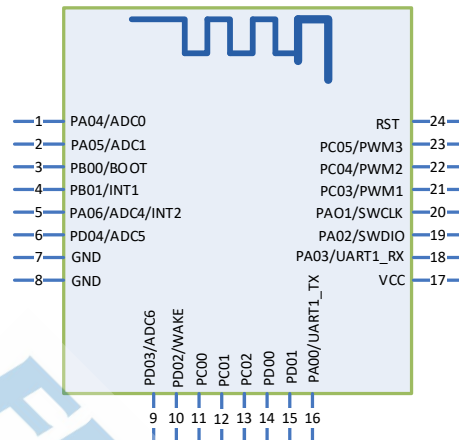 1 PA04/ADC0
2 PA05/ADC1
3 PB00/BOOT
4 PB01/INT1
5 PA06/ADC4/INT2
6 PD04/ADC5
7 GND
8 GND
RST 24
PC05/PWM3 23
PC04/PWM2 22
PC03/PWM1 21
PAO1/SWCLK 20
PA02/SWDIO 19
PA03/UART1_RX 18
VCC 17
PD03/ADC6 9
PD02/WAKE 10
PC00 11
PC01 12
PC02 13
PD00 14
PD01 15
PA00/UART1_TX 16